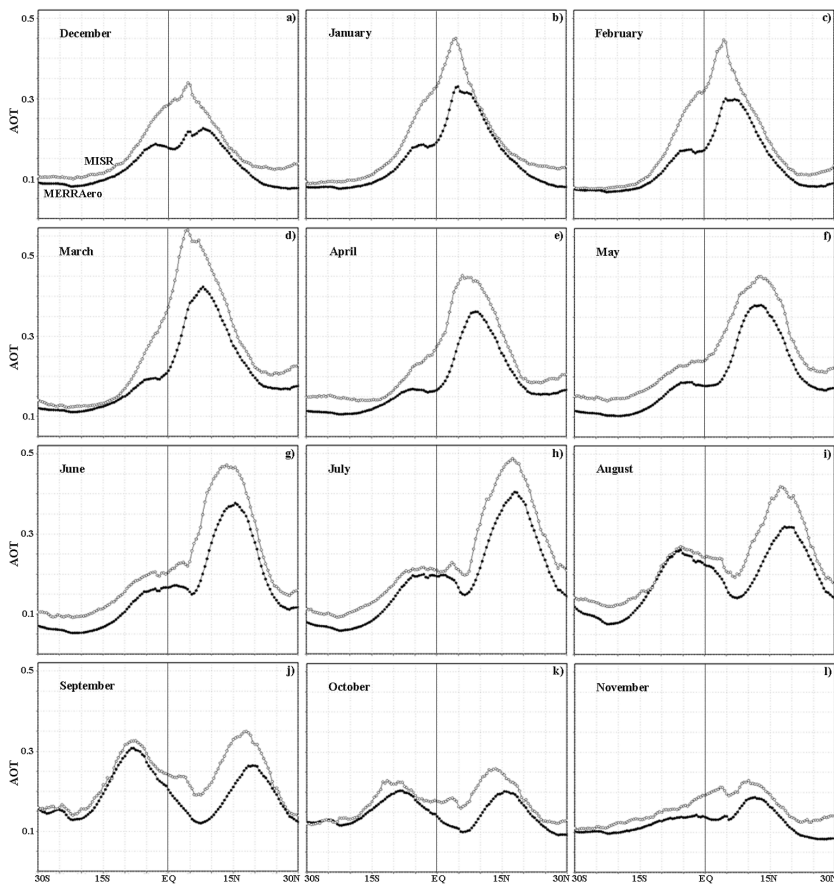 a)
December
0.5
0.3
0.1
AOT
MISR
MERRAero
b)
January
c)
February
d)
March
0.5
0.3
0.1
AOT
e)
April
f)
May
g)
June
0.5
0.3
0.1
AOT
h)
July
i)
August
j)
September
0.5
0.3
0.1
AOT
30S 15S EQ 15N 30N
k)
October
30S 15S EQ 15N 30N
l)
November
30S 15S EQ 15N 30N